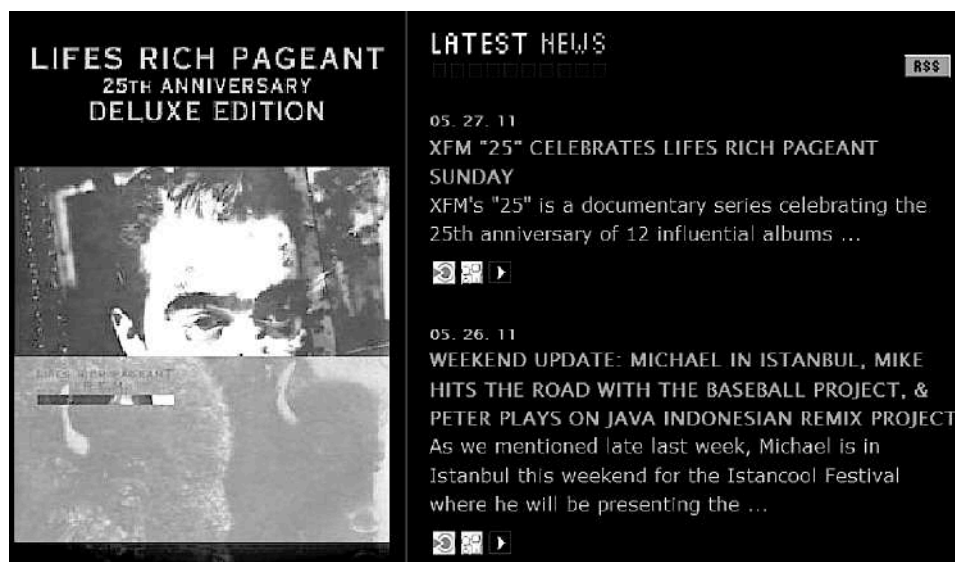 LIFES RICH PAGEANT
25TH ANNIVERSARY
DELUXE EDITION
LIFES RICH PAGEANT
R.E.M.
LATEST NEWS
RSS
05. 27. 11
XFM "25" CELEBRATES LIFES RICH PAGEANT
SUNDAY
XFM's "25" is a documentary series celebrating the
25th anniversary of 12 influential albums ...
05. 26. 11
WEEKEND UPDATE: MICHAEL IN ISTANBUL, MIKE
HITS THE ROAD WITH THE BASEBALL PROJECT, &
PETER PLAYS ON JAVA INDONESIAN REMIX PROJECT
As we mentioned late last week, Michael is in
Istanbul this weekend for the Istancool Festival
where he will be presenting the ...